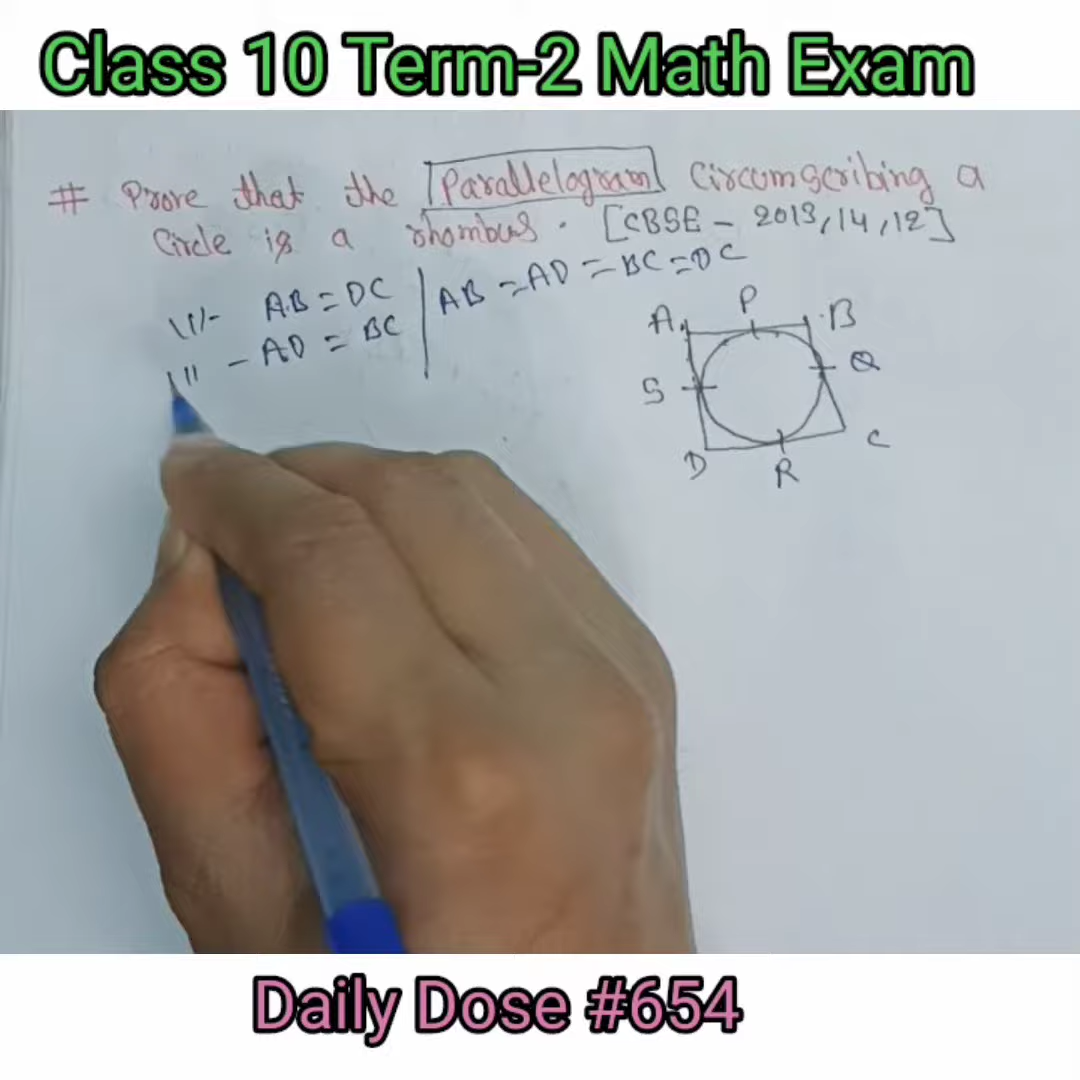 Class 10 Term-2 Math Exam
# Prove that the Parallelogram Circumscribing a
Circle is a rhombus. [CBSE - 2013,14,12]
AB = DC
- AD = BC
AB = AD = BC = DC
A P B
S Q
D R C
Daily Dose #654